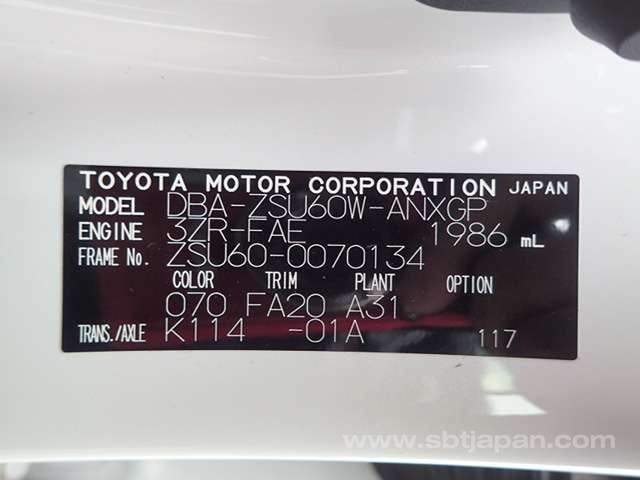 TOYOTA MOTOR CORPORATION JAPAN
MODEL DBA-ZSU60W-ANXGP
ENGINE 3ZR-FAE 1986 mL
FRAME No. ZSU60-0070134
COLOR TRIM PLANT OPTION
070 FA20 A31
TRANS./AXLE K114 -01A 117
www.sbtjapan.com